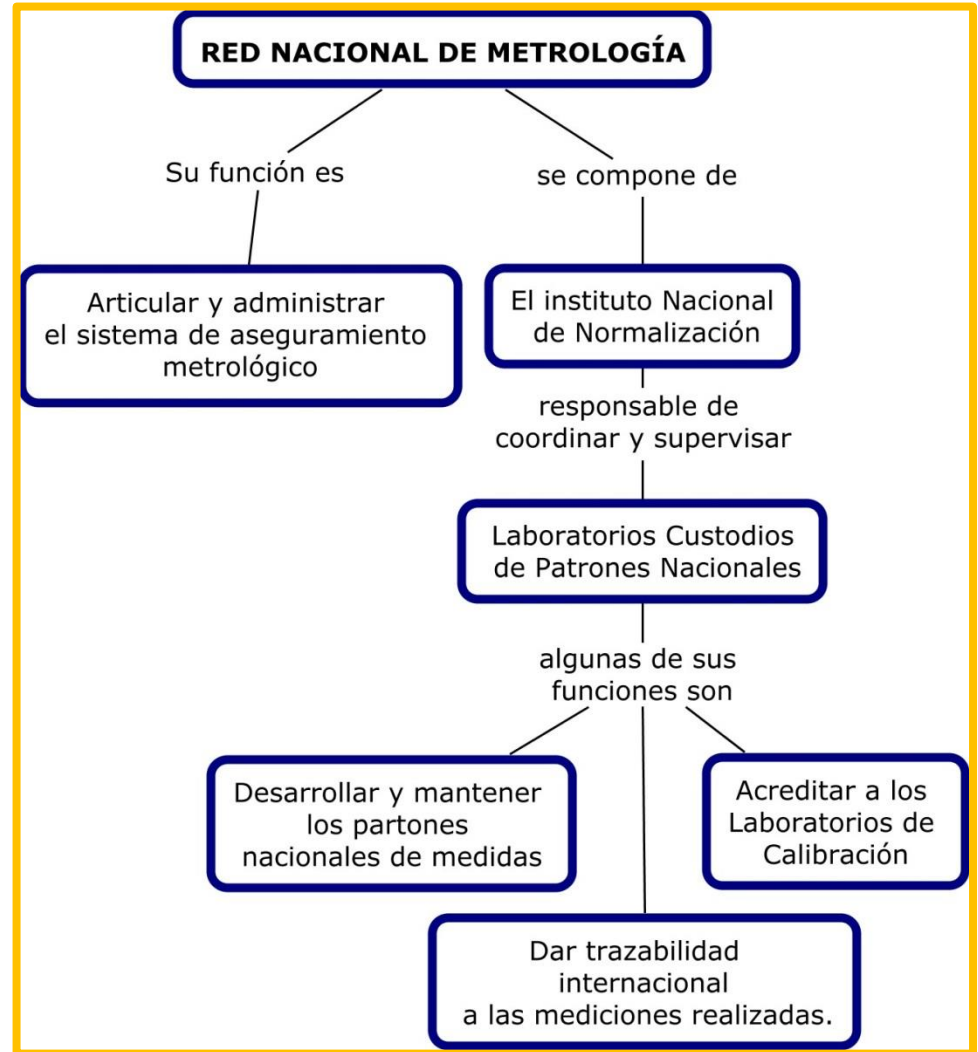 RED NACIONAL DE METROLOGÍA
Su función es
se compone de
Articular y administrar
el sistema de aseguramiento
metrológico
El instituto Nacional
de Normalización
responsable de
coordinar y supervisar
Laboratorios Custodios
de Patrones Nacionales
algunas de sus
funciones son
Desarrollar y mantener
los partones
nacionales de medidas
Acreditar a los
Laboratorios de
Calibración
Dar trazabilidad
internacional
a las mediciones realizadas.